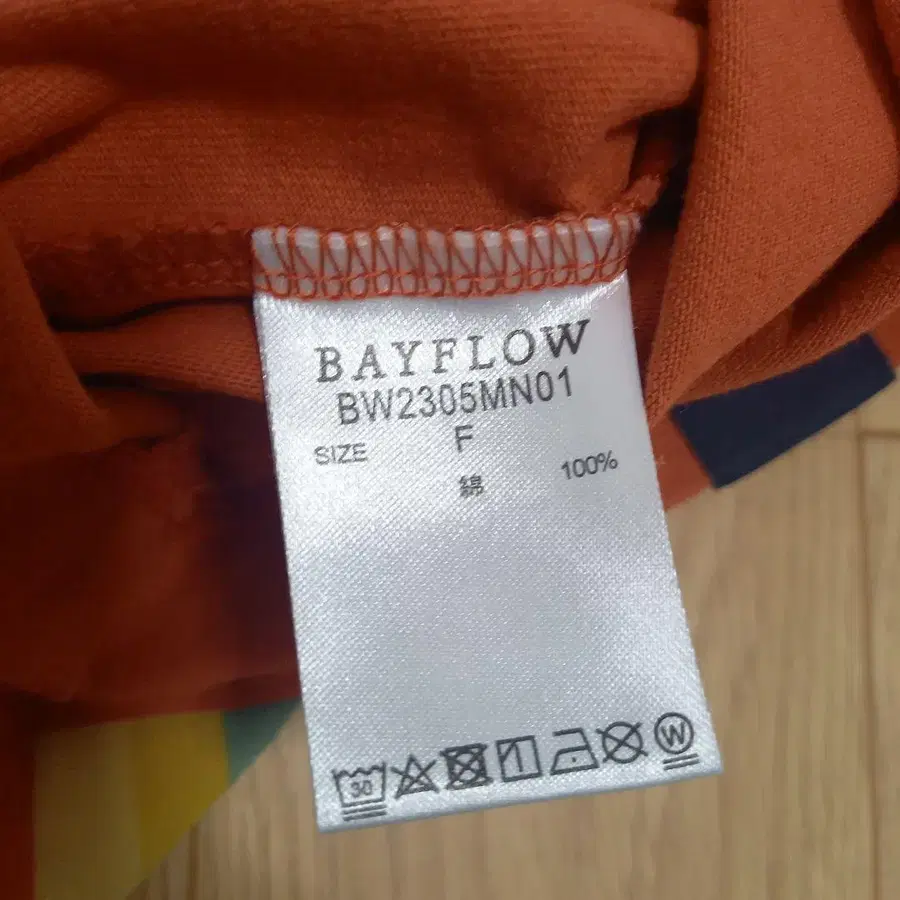 BAYFLOW
BW2305MN01
SIZE F
綿 100%
30
W